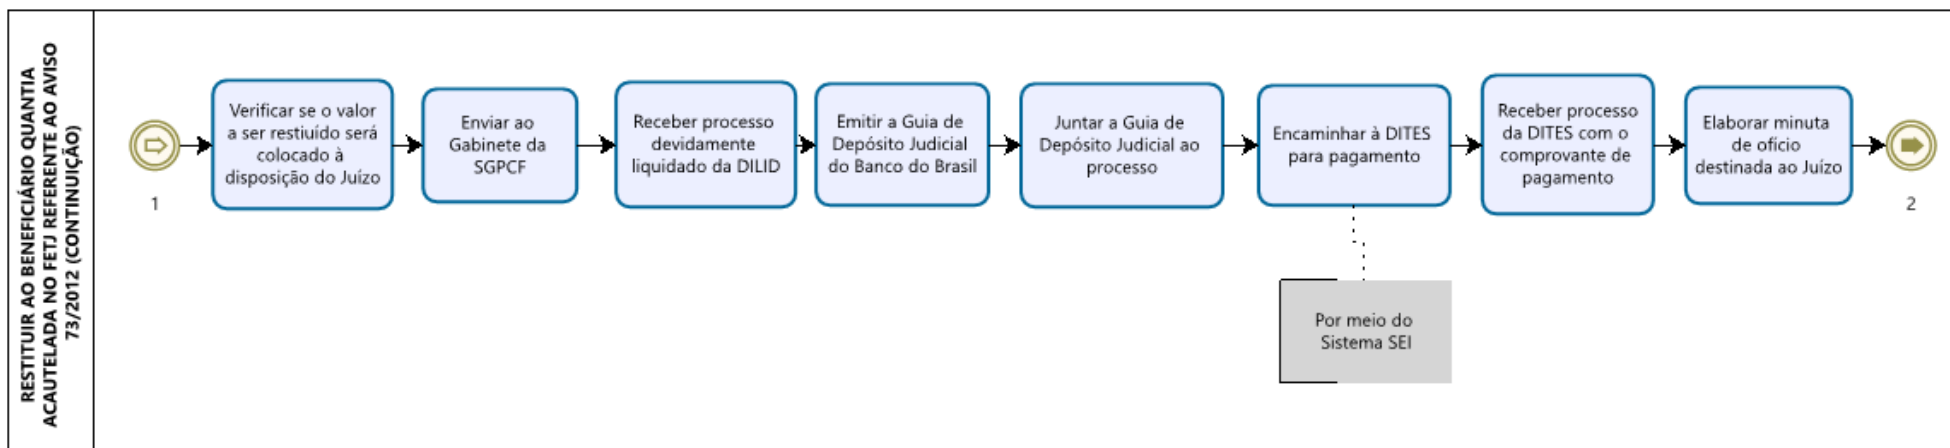 RESTITUIR AO BENEFICIÁRIO QUANTIA
ACAUTELADA NO FETJ REFERENTE AO AVISO
73/2012 (CONTINUIÇÃO)
1
Verificar se o valor
a ser restiuído será
colocado à
disposição do Juízo
Enviar ao
Gabinete da
SGPCF
Receber processo
devidamente
liquidado da DILID
Emitir a Guia de
Depósito Judicial
do Banco do Brasil
Juntar a Guia de
Depósito Judicial ao
processo
Encaminhar à DITES
para pagamento
Por meio do
Sistema SEI
Receber processo
da DITES com o
comprovante de
pagamento
Elaborar minuta
de ofício
destinada ao Juízo
2